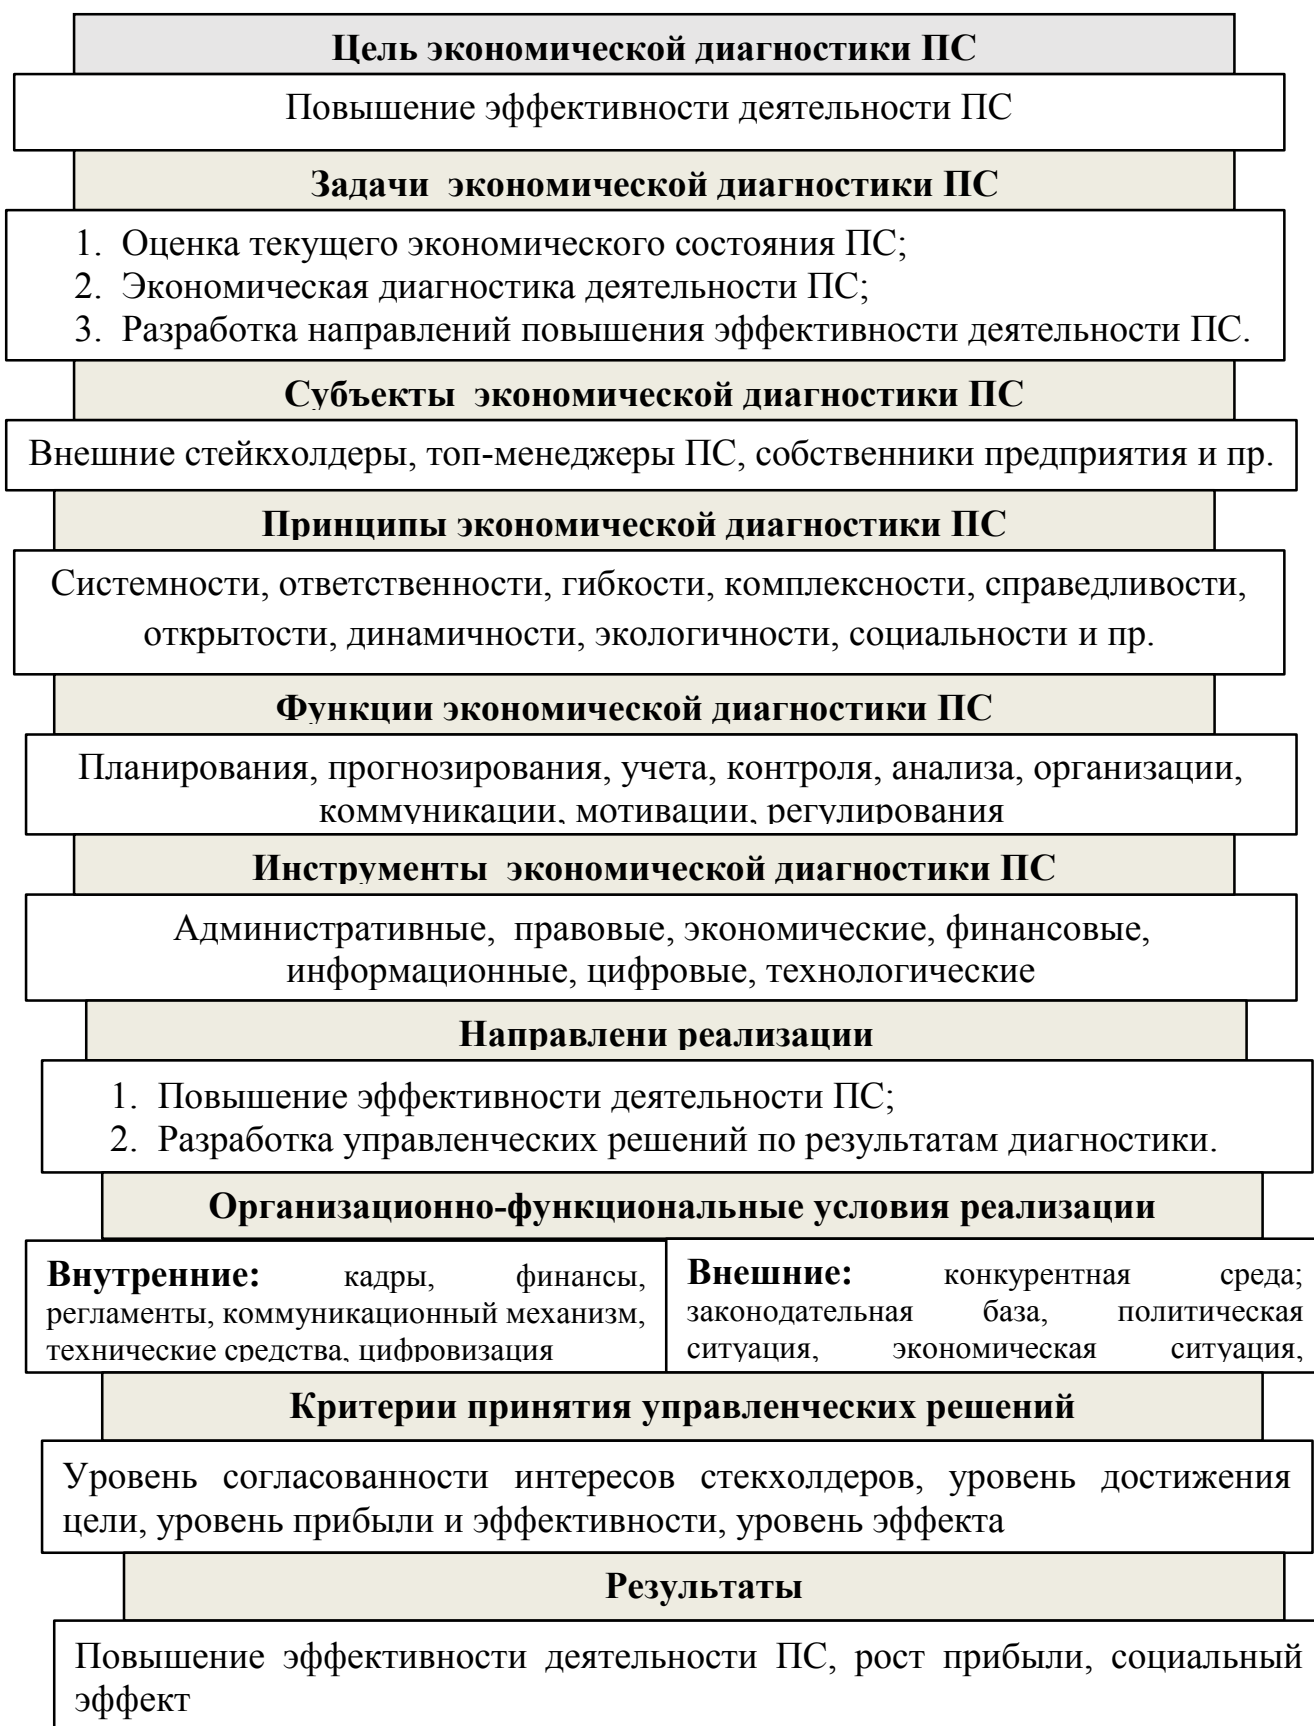 Цель экономической диагностики ПС
Повышение эффективности деятельности ПС
Задачи экономической диагностики ПС
1. Оценка текущего экономического состояния ПС;
2. Экономическая диагностика деятельности ПС;
3. Разработка направлений повышения эффективности деятельности ПС.
Субъекты экономической диагностики ПС
Внешние стейкхолдеры, топ-менеджеры ПС, собственники предприятия и пр.
Принципы экономической диагностики ПС
Системности, ответственности, гибкости, комплексности, справедливости,
открытости, динамичности, экологичности, социальности и пр.
Функции экономической диагностики ПС
Планирования, прогнозирования, учета, контроля, анализа, организации,
коммуникации, мотивации, регулирования
Инструменты экономической диагностики ПС
Административные, правовые, экономические, финансовые,
информационные, цифровые, технологические
Направлени реализации
1. Повышение эффективности деятельности ПС;
2. Разработка управленческих решений по результатам диагностики.
Организационно-функциональные условия реализации
Внутренние: кадры, финансы,
регламенты, коммуникационный механизм,
технические средства, цифровизация
Внешние: конкурентная среда;
законодательная база, политическая
ситуация, экономическая ситуация,
Критерии принятия управленческих решений
Уровень согласованности интересов стекхолдеров, уровень достижения
цели, уровень прибыли и эффективности, уровень эффекта
Результаты
Повышение эффективности деятельности ПС, рост прибыли, социальный
эффект